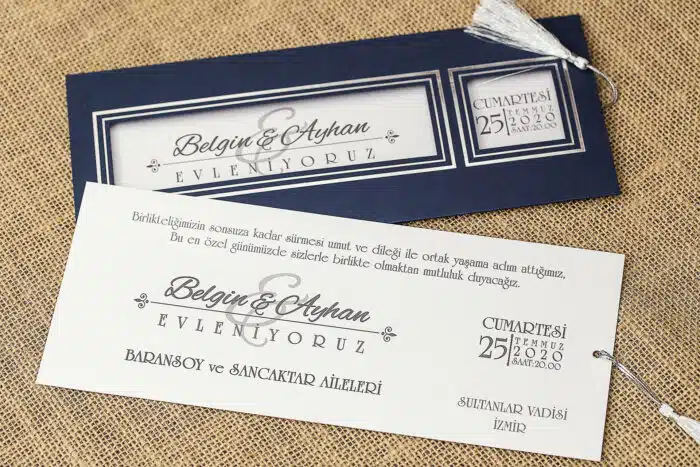 Belgin & Ayhan
EVLENİYORUZ
CUMARTESİ
25 TEMMUZ
2020
SAAT:20.00
Birlikteliğimizin sonsuza kadar sürmesi umut ve dileği ile ortak yaşama adım attığımız,
Bu en özel günümüzde sizlerle birlikte olmaktan mutluluk duyacağız.
Belgin & Ayhan
EVLENİYORUZ
BARANSOY ve SANCAKTAR AİLELERİ
CUMARTESİ
25 TEMMUZ
2020
SAAT:20.00
SULTANLAR VADİSİ
İZMİR